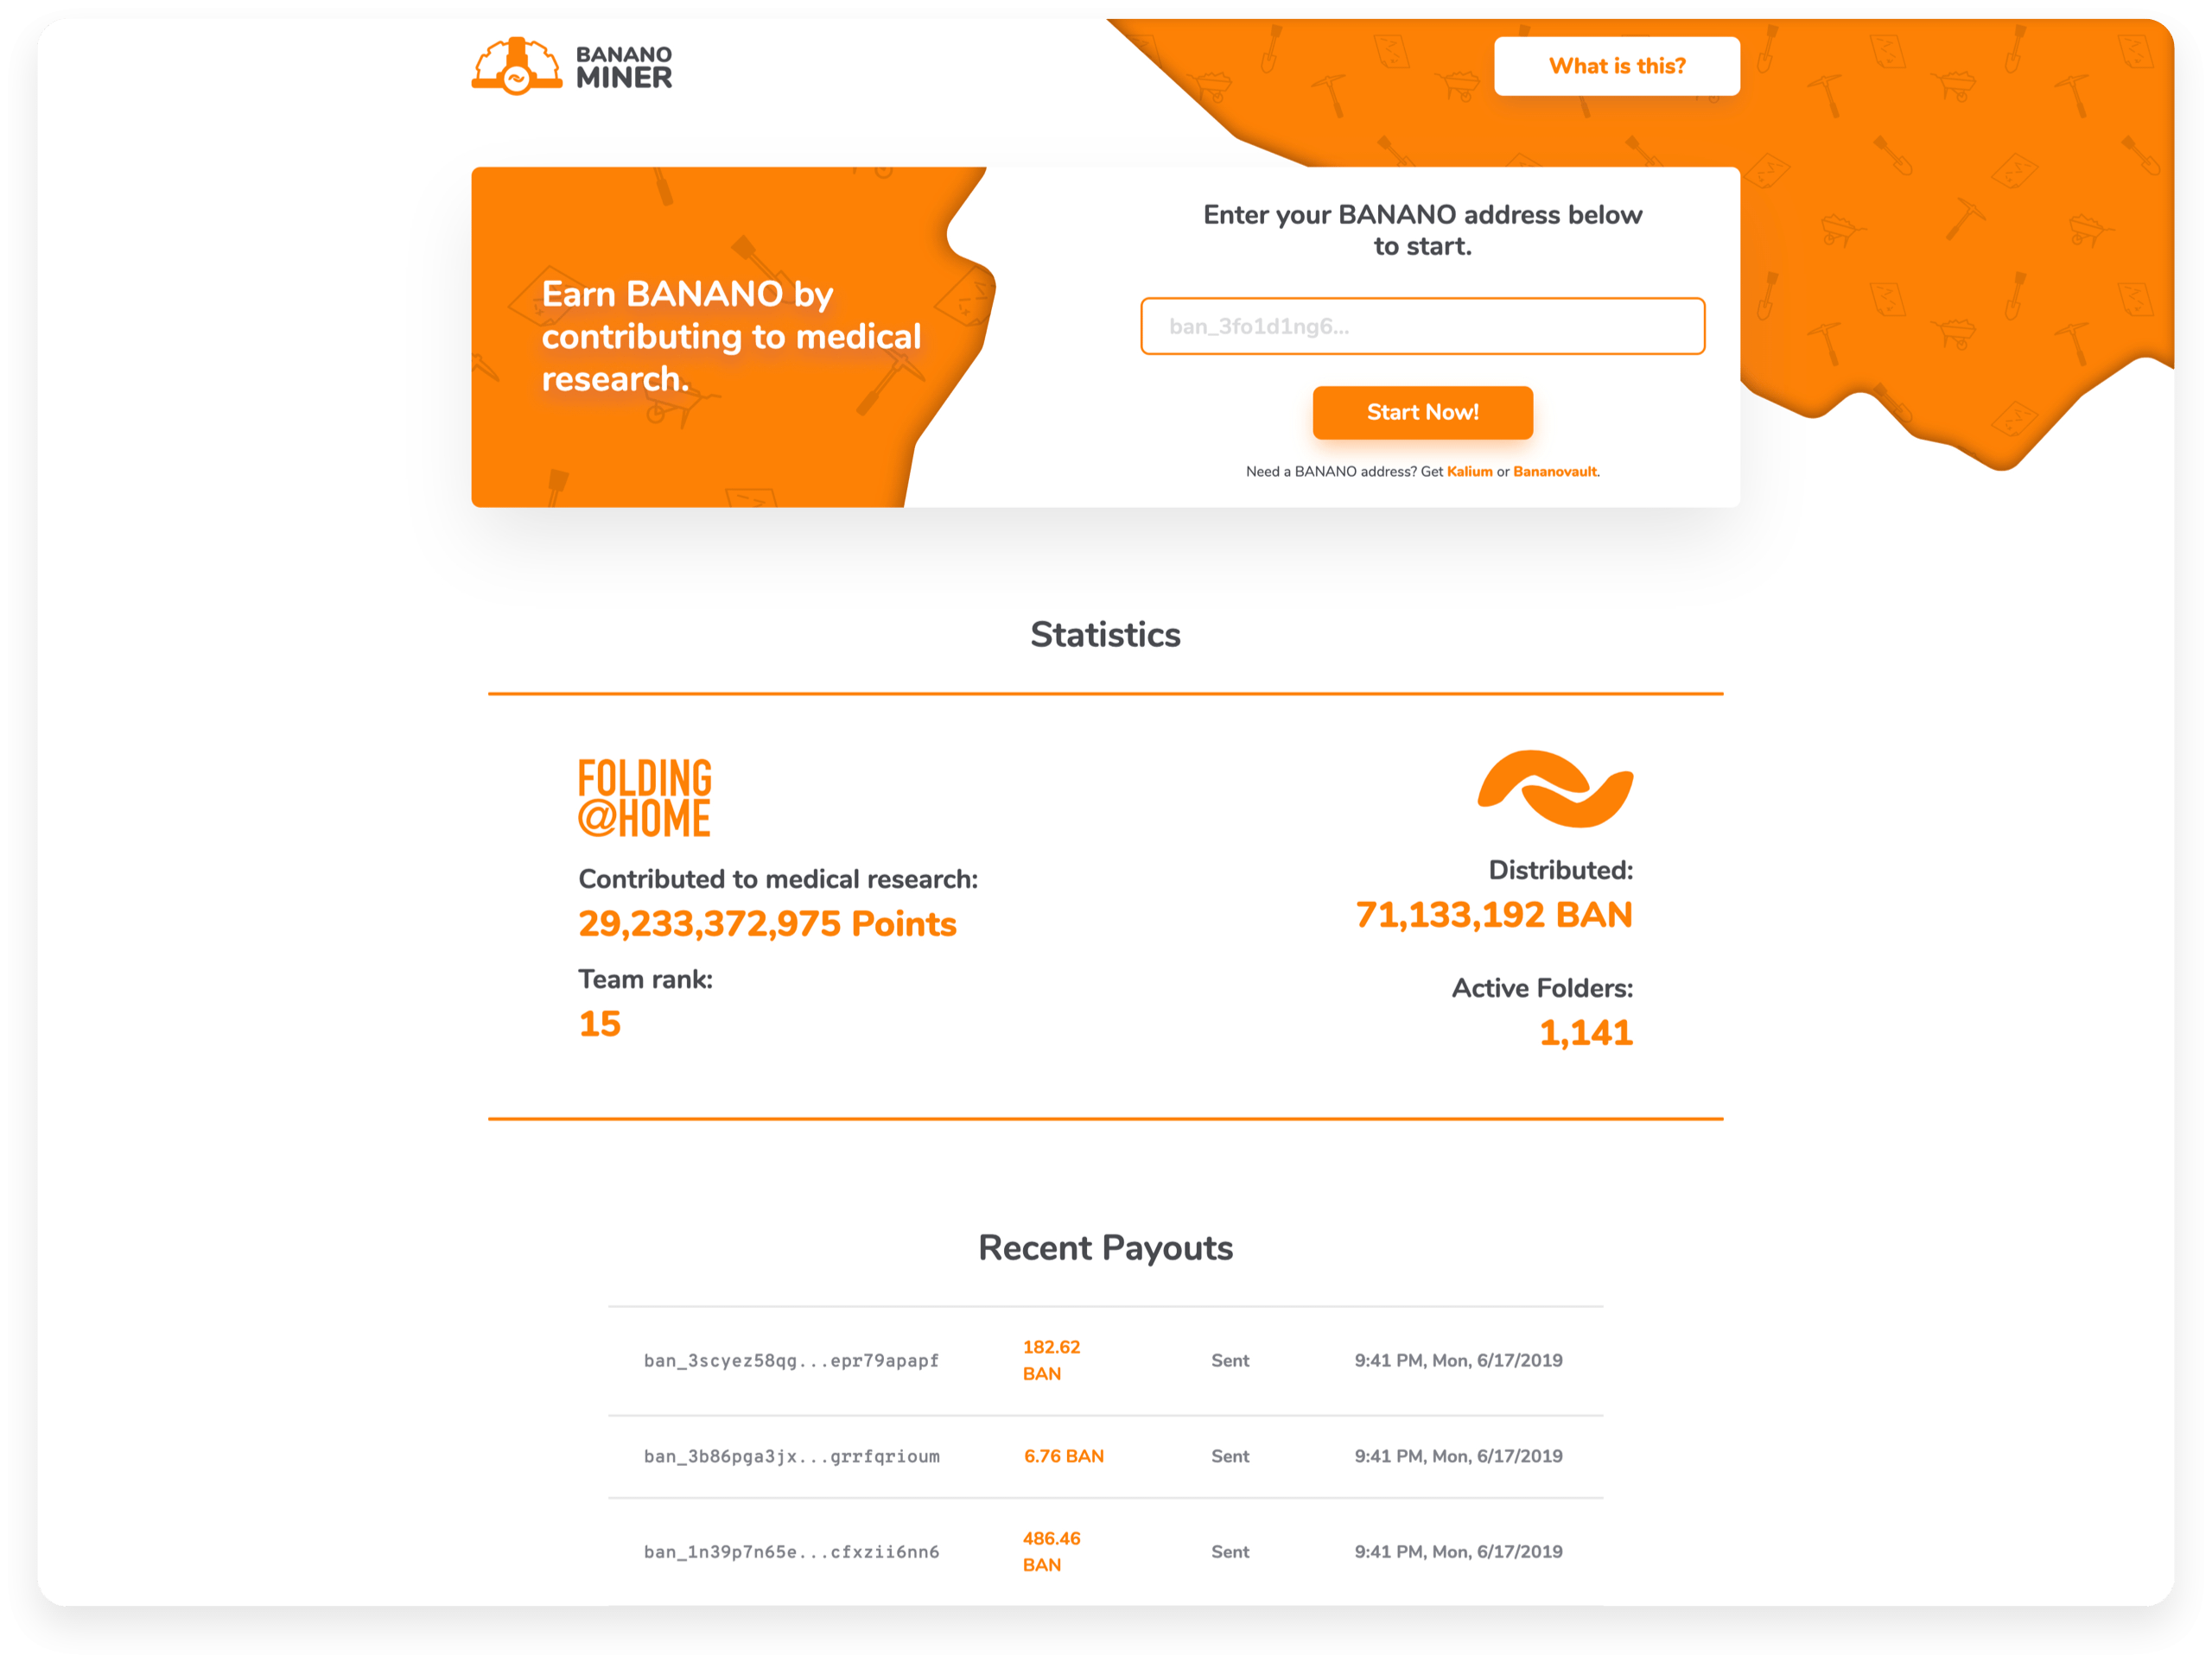 BANANO
MINER
What is this?
Earn BANANO by
contributing to medical
research.
Enter your BANANO address below
to start.
ban_3fo1d1ng6...
Start Now!
Need a BANANO address? Get Kalium or Bananovault.
Statistics
FOLDING
@HOME
Contributed to medical research:
29,233,372,975 Points
Team rank:
15
Distributed:
71,133,192 BAN
Active Folders:
1,141
Recent Payouts
ban_3scyez58qg...epr79apapf 182.62 BAN Sent 9:41 PM, Mon, 6/17/2019
ban_3b86pga3jx...grrfqrioum 6.76 BAN Sent 9:41 PM, Mon, 6/17/2019
ban_1n39p7n65e...cfxzii6nn6 486.46 BAN Sent 9:41 PM, Mon, 6/17/2019